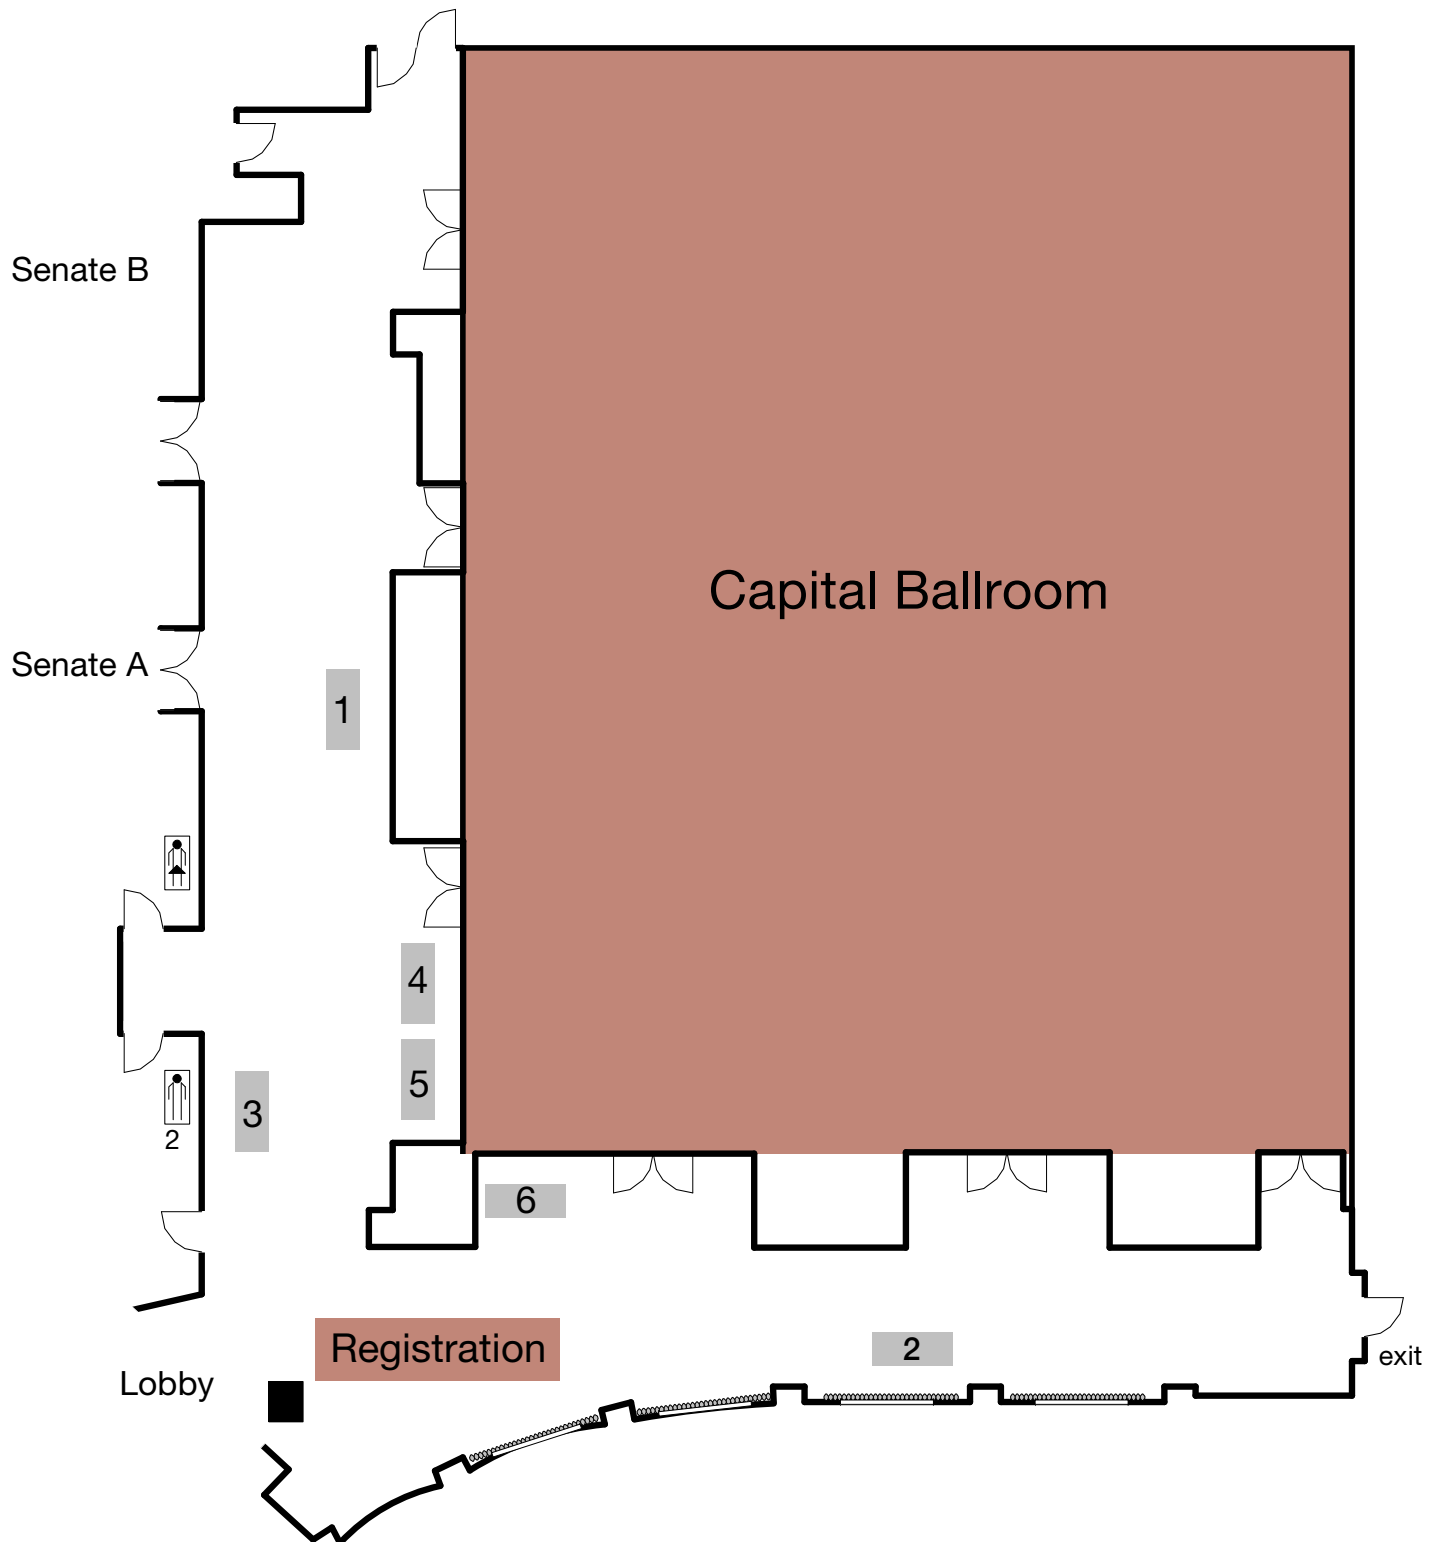 Senate B
Capital Ballroom
Senate A
1
4
5
3
2
6
Registration
2
exit
Lobby